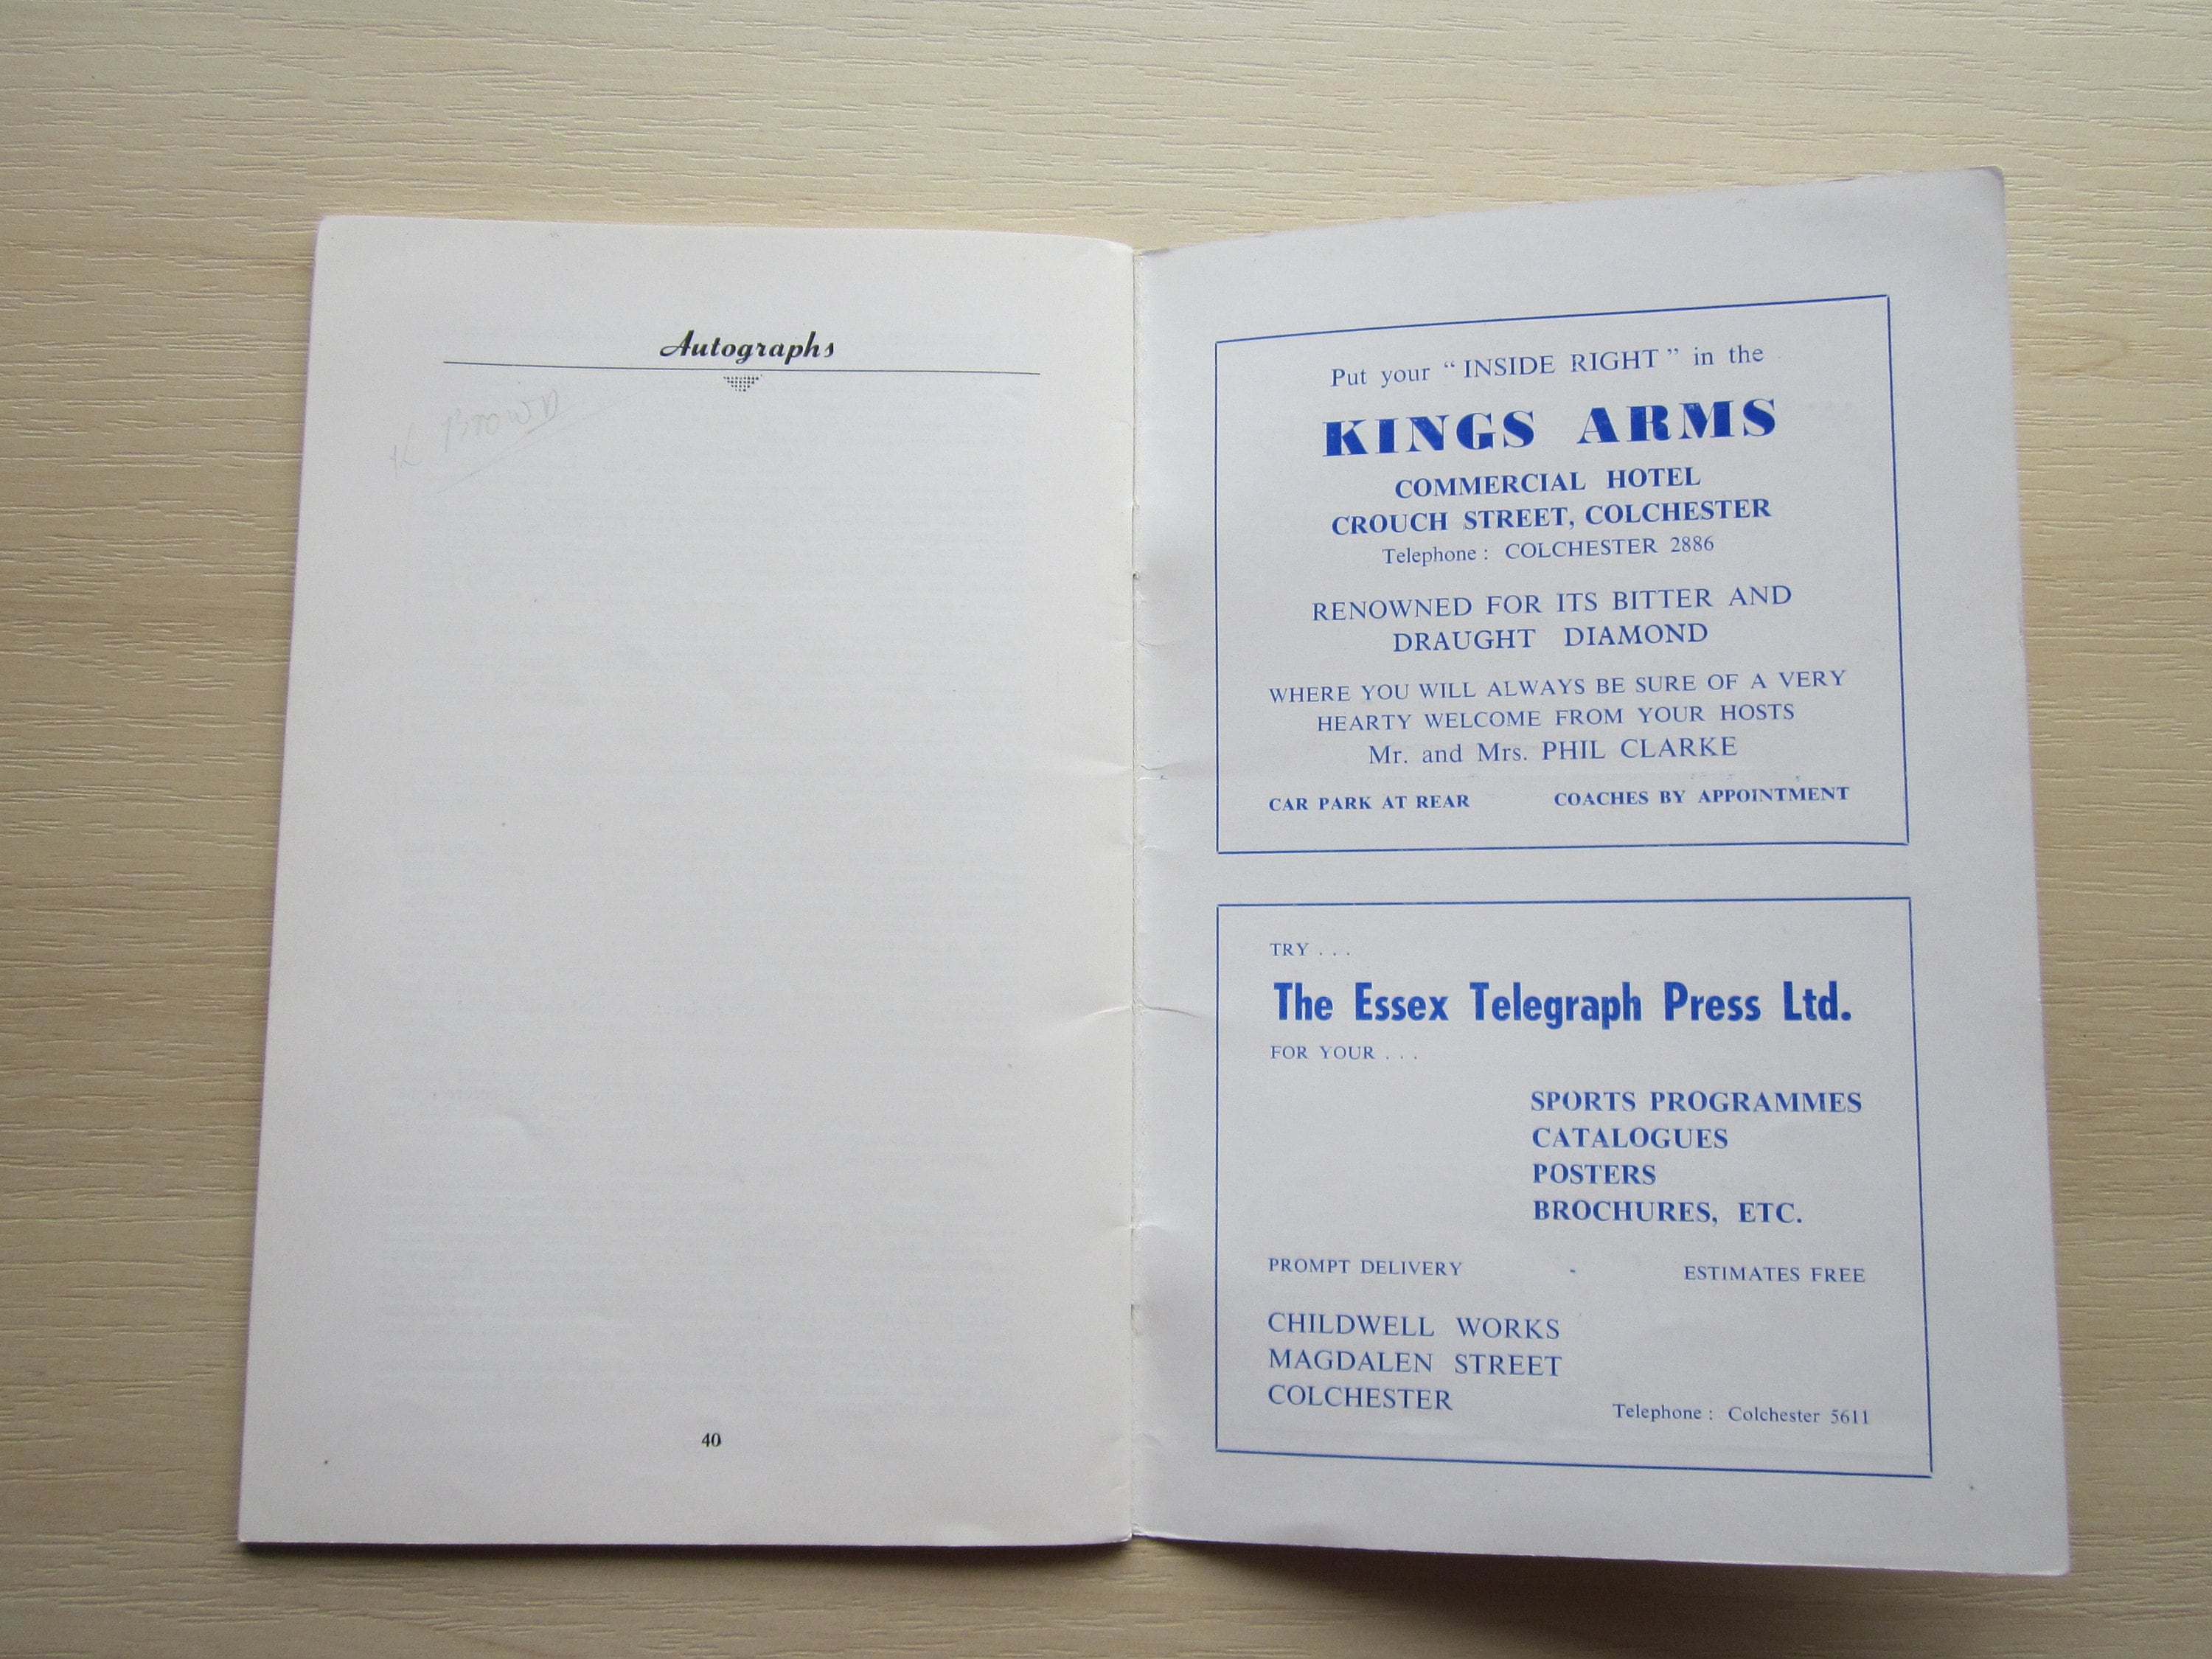 Autographs
K Brown
40
Put your "INSIDE RIGHT" in the
KINGS ARMS
COMMERCIAL HOTEL
CROUCH STREET, COLCHESTER
Telephone : COLCHESTER 2886
RENOWNED FOR ITS BITTER AND
DRAUGHT DIAMOND
WHERE YOU WILL ALWAYS BE SURE OF A VERY
HEARTY WELCOME FROM YOUR HOSTS
Mr. and Mrs. PHIL CLARKE
CAR PARK AT REAR COACHES BY APPOINTMENT
TRY . . .
The Essex Telegraph Press Ltd.
FOR YOUR . . .
SPORTS PROGRAMMES
CATALOGUES
POSTERS
BROCHURES, ETC.
PROMPT DELIVERY - ESTIMATES FREE
CHILDWELL WORKS
MAGDALEN STREET
COLCHESTER
Telephone : Colchester 5611